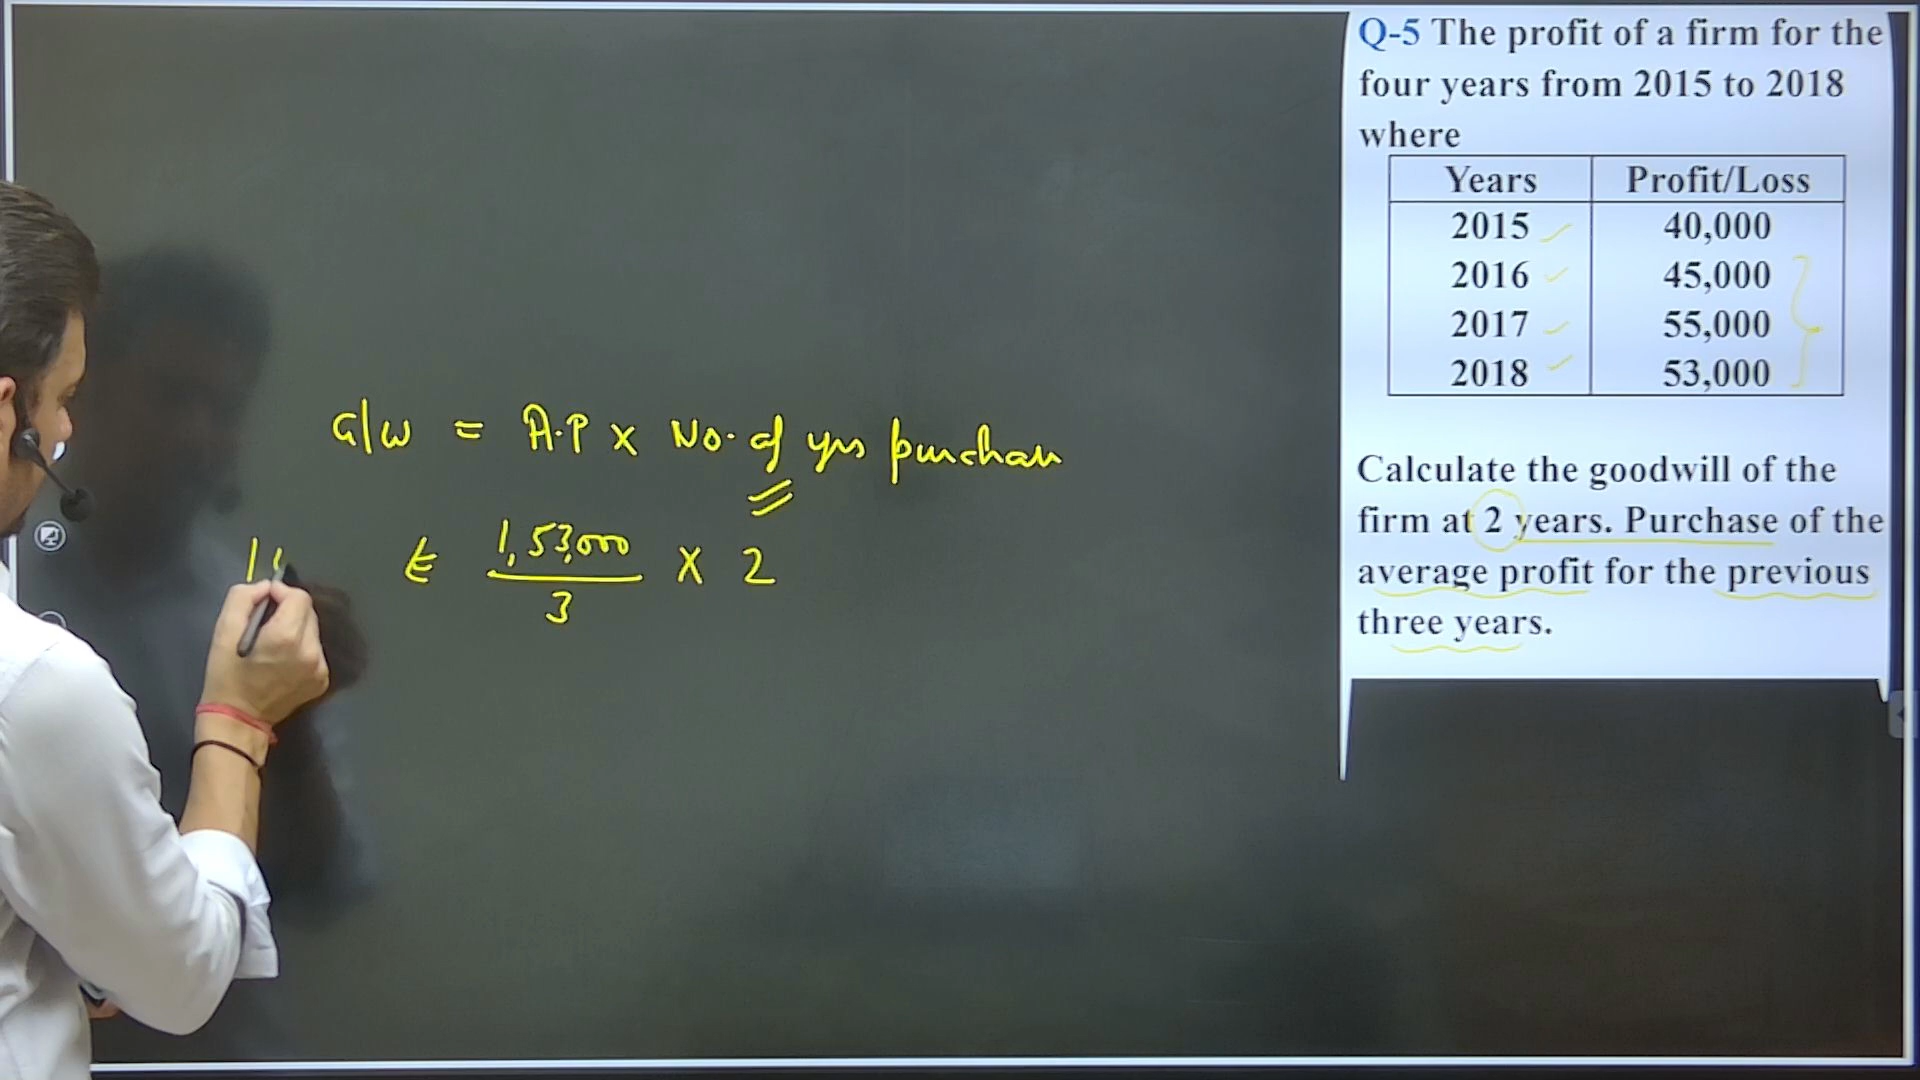 G/W = A.P X No. of yrs purchase
1,53,000
3
X 2
Q-5 The profit of a firm for the
four years from 2015 to 2018
where
Years Profit/Loss
2015 40,000
2016 45,000
2017 55,000
2018 53,000
Calculate the goodwill of the
firm at 2 years. Purchase of the
average profit for the previous
three years.